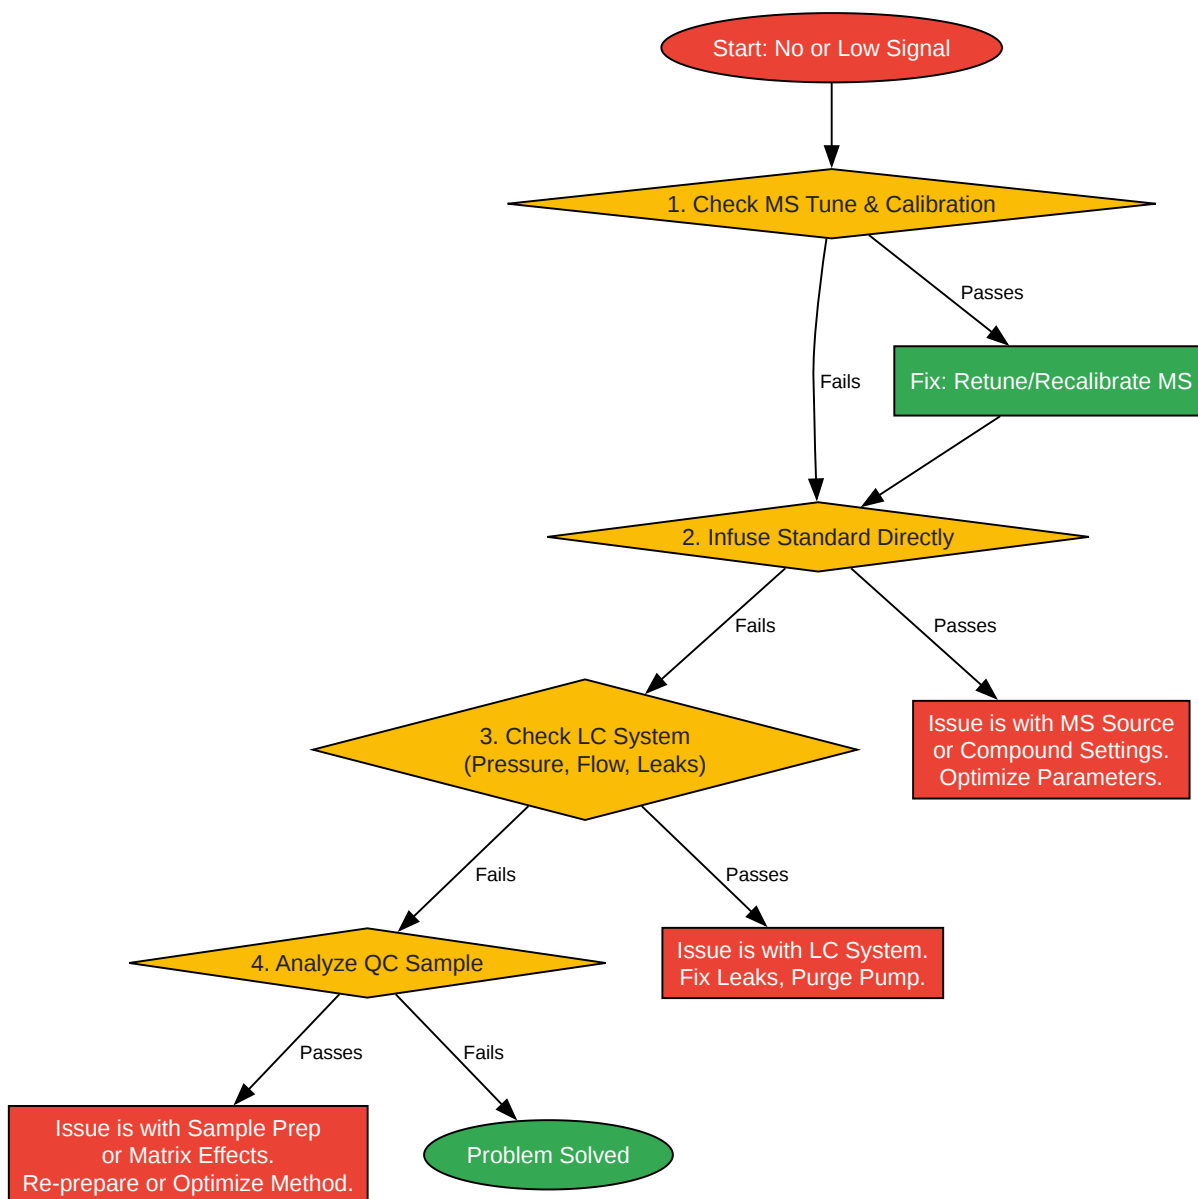 Start: No or Low Signal
1. Check MS Tune & Calibration
Passes
Fails
Fix: Retune/Recalibrate MS
2. Infuse Standard Directly
Fails
Passes
3. Check LC System
(Pressure, Flow, Leaks)
Issue is with MS Source
or Compound Settings.
Optimize Parameters.
Fails
Passes
4. Analyze QC Sample
Issue is with LC System.
Fix Leaks, Purge Pump.
Passes
Fails
Issue is with Sample Prep
or Matrix Effects.
Re-prepare or Optimize Method.
Problem Solved